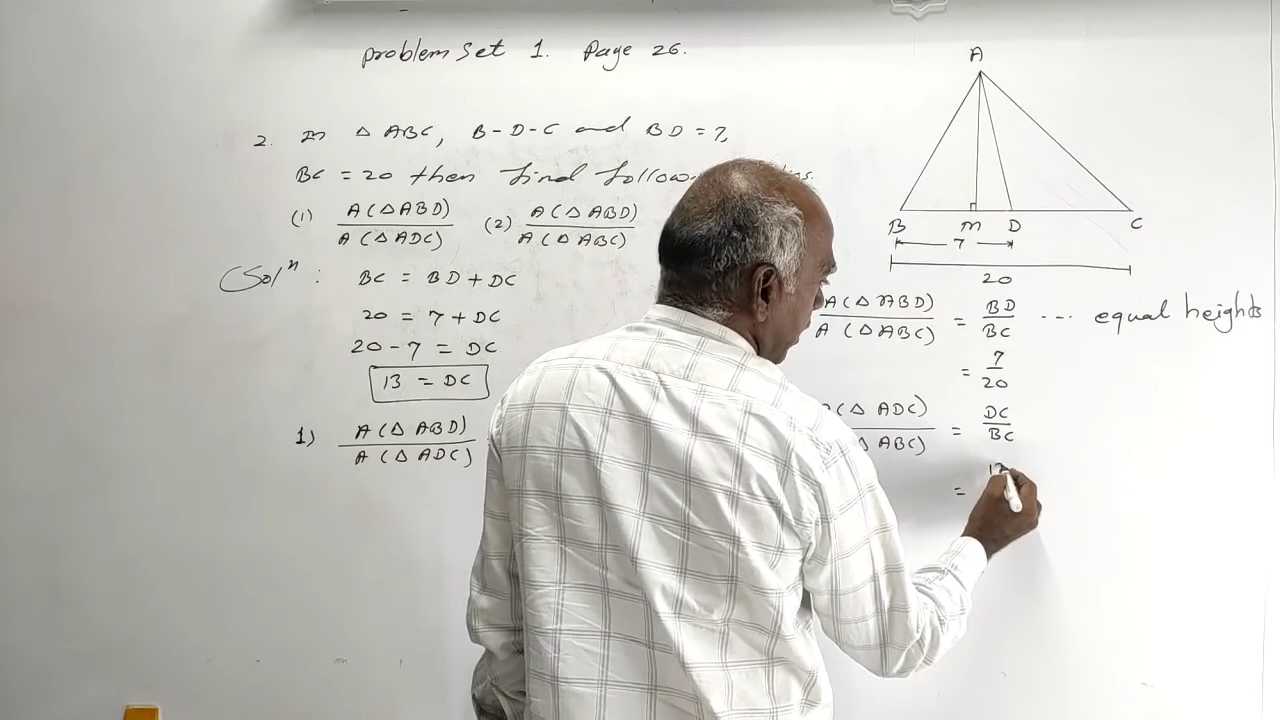 problem Set 1. Page 26.
2. In △ ABC, B-D-C and BD = 7,
BC = 20 then find
(1) A(△ABD) / A(△ADC) (2) A(△ABD) / A(△ABC)
Solⁿ : BC = BD + DC
20 = 7 + DC
20 - 7 = DC
13 = DC
1) A(△ ABD) / A(△ ADC)
A
B M D C
7
20
A(△ ABD) / A(△ABC) = BD / BC ... equal heights
= 7 / 20
(△ ADC) / △ ABC) = DC / BC
=